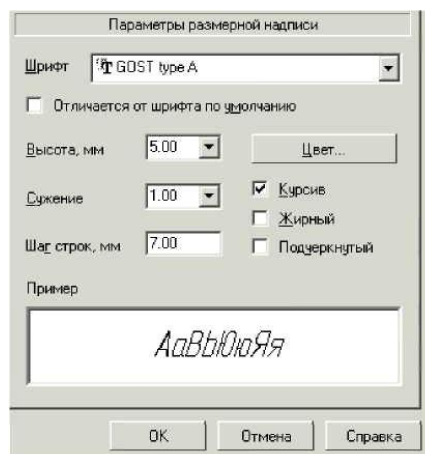 Параметры размерной надписи
Шрифт GOST type A
Отличается от шрифта по умолчанию
Высота, мм 5.00 Цвет...
Сужение 1.00 Курсив
Жирный
Шаг строк, мм 7.00 Подчеркнутый
Пример
АаВЬЮюЯя
OK Отмена Справка